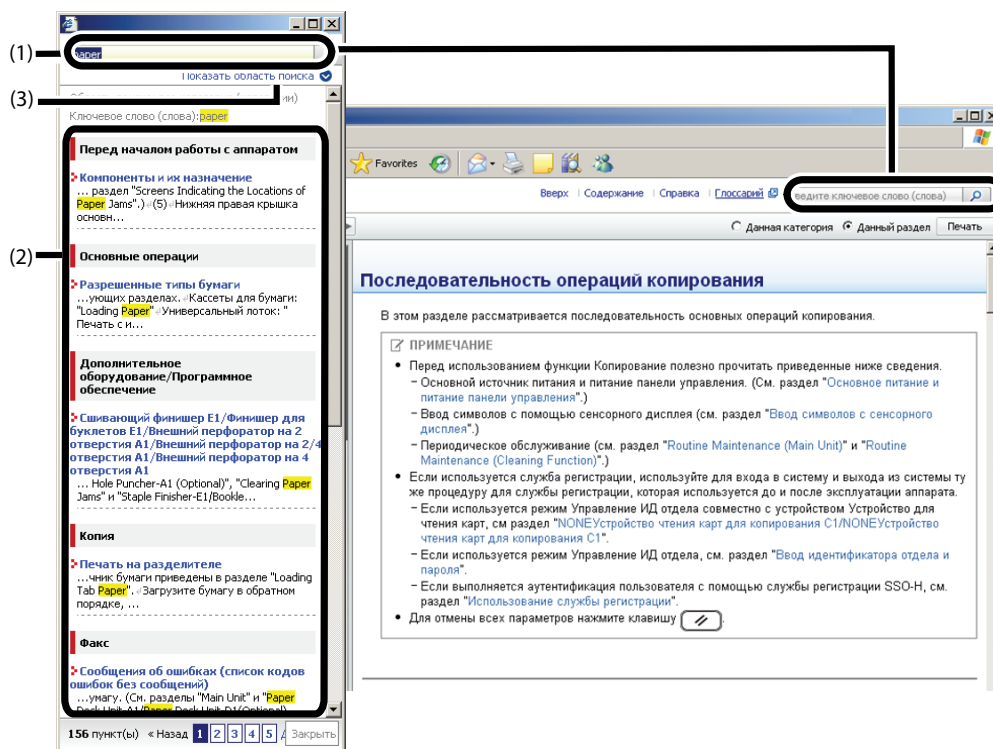 (1)
paper
Показать область поиска
(3)
ии)
Ключевое слово (слова):paper
(2)
Перед началом работы с аппаратом
Компоненты и их назначение
... раздел "Screens Indicating the Locations of
Paper Jams".)(5)Нижняя правая крышка
основн...
Основные операции
Разрешенные типы бумаги
...ующих разделах. Кассеты для бумаги:
"Loading Paper" Универсальный лоток: "
Печать с и...
Дополнительное
оборудование/Программное
обеспечение
Сшивающий финишер E1/Финишер для
буклетов E1/Внешний перфоратор на 2
отверстия A1/Внешний перфоратор на 2/4
отверстия A1/Внешний перфоратор на 4
отверстия A1
... Hole Puncher-A1 (Optional)", "Clearing Paper
Jams" и "Staple Finisher-E1/Bookle...
Копия
Печать на разделителе
...чник бумаги приведены в разделе "Loading
Tab Paper". Загрузите бумагу в обратном
порядке, ...
Факс
Сообщения об ошибках (список кодов
ошибок без сообщений)
...умагу. (См. разделы "Main Unit" и "Paper
Deck Unit-A1/Paper Deck Unit-D1(Optional)
156 пункт(ы) « Назад 1 2 3 4 5 Закрыть
Favorites
Вверх Содержание Справка Глоссарий ведите ключевое слово (слова)
Данная категория Данный раздел Печать
Последовательность операций копирования
В этом разделе рассматривается последовательность основных операций копирования.
ПРИМЕЧАНИЕ
• Перед использованием функции Копирование полезно прочитать приведенные ниже сведения.
– Основной источник питания и питание панели управления. (См. раздел "Основное питание и
питание панели управления".)
– Ввод символов с помощью сенсорного дисплея (см. раздел "Ввод символов с сенсорного
дисплея".)
– Периодическое обслуживание (см. раздел "Routine Maintenance (Main Unit)" и "Routine
Maintenance (Cleaning Function)".)
• Если используется служба регистрации, используйте для входа в систему и выхода из системы ту
же процедуру для службы регистрации, которая используется до и после эксплуатации аппарата.
– Если используется режим Управление ИД отдела совместно с устройством Устройство для
чтения карт, см раздел "NONEУстройство чтения карт для копирования C1/NONEУстройство
чтения карт для копирования C1".
– Если используется режим Управление ИД отдела, см. раздел "Ввод идентификатора отдела и
пароля".
– Если выполняется аутентификация пользователя с помощью службы регистрации SSO-H, см.
раздел "Использование службы регистрации".
• Для отмены всех параметров нажмите клавишу .